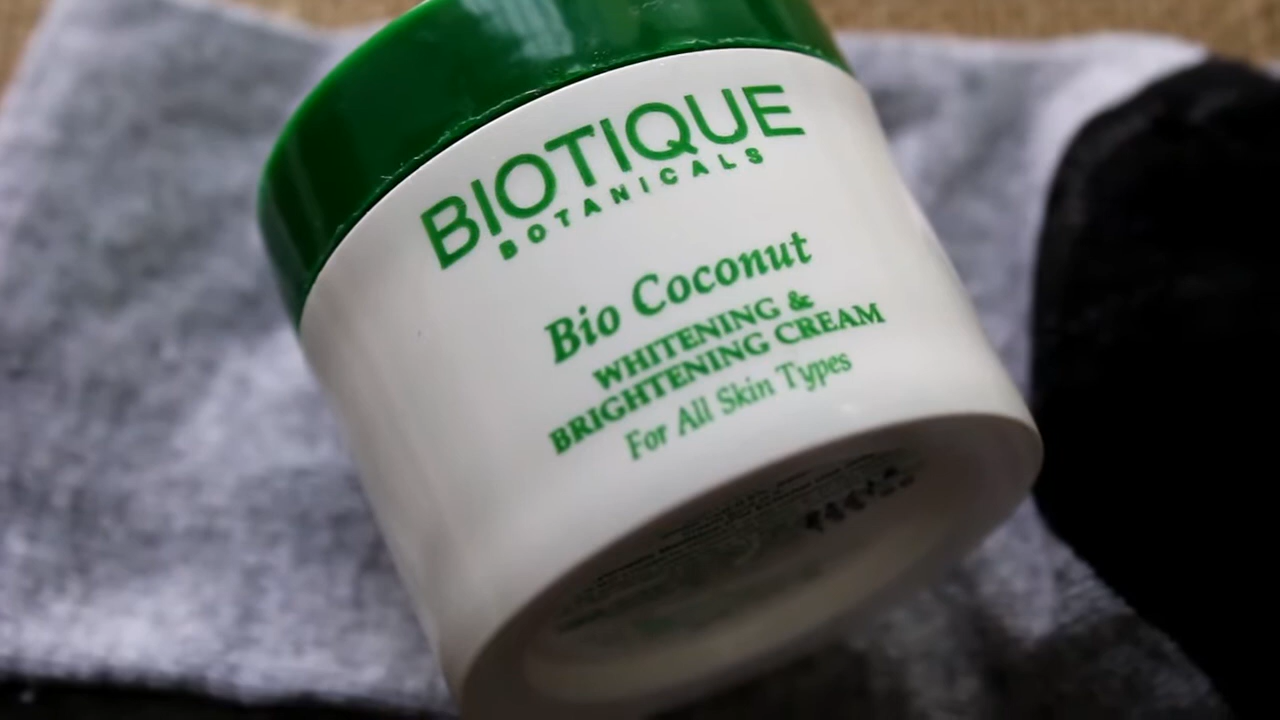 BIOTIQUE
BOTANICALS
Bio Coconut
WHITENING &
BRIGHTENING CREAM
For All Skin Types